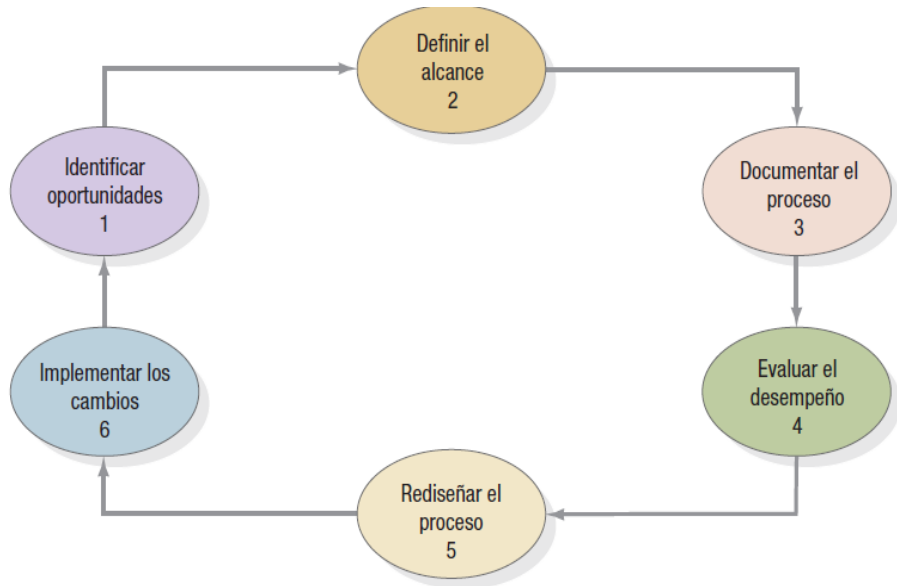 Identificar
oportunidades
1
Definir el
alcance
2
Documentar el
proceso
3
Evaluar el
desempeño
4
Rediseñar el
proceso
5
Implementar los
cambios
6